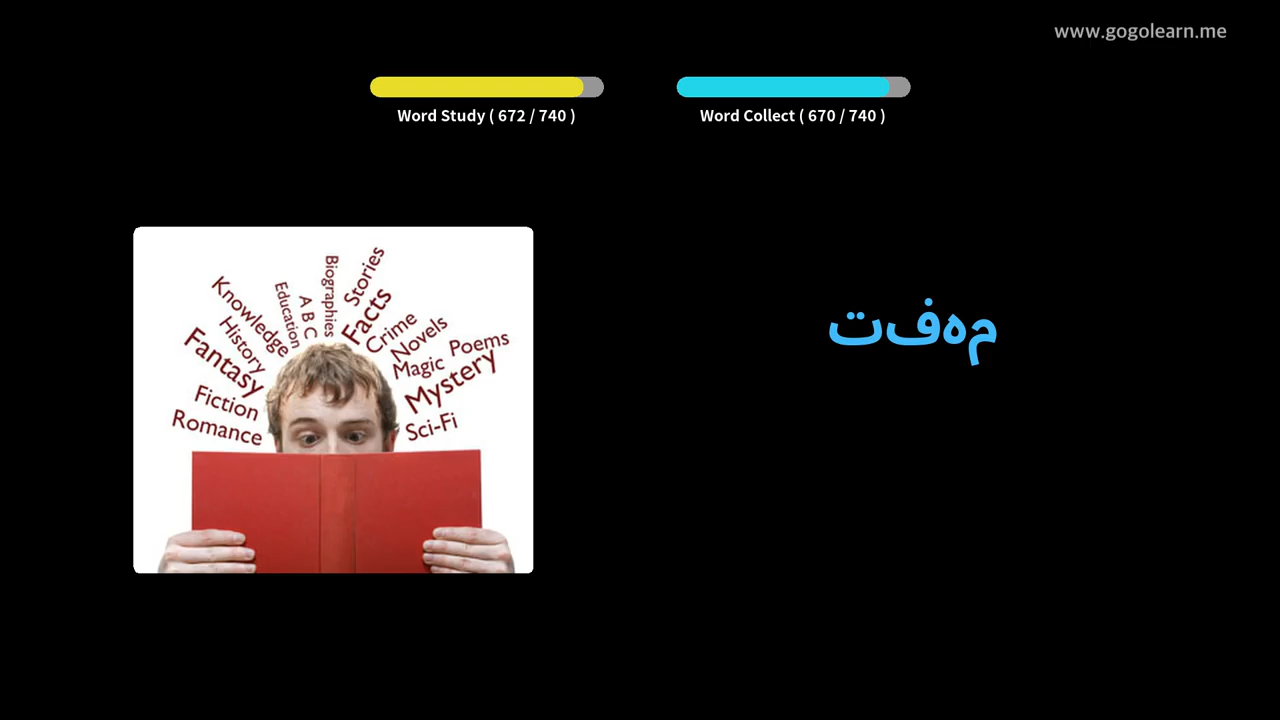 www.gogolearn.me
Word Study ( 672 / 740 )
Word Collect ( 670 / 740 )
مهفت
Knowledge
Education
A B C
Biographies
Stories
Facts
Crime
Novels
Poems
Magic
Mystery
Sci-Fi
History
Fantasy
Fiction
Romance